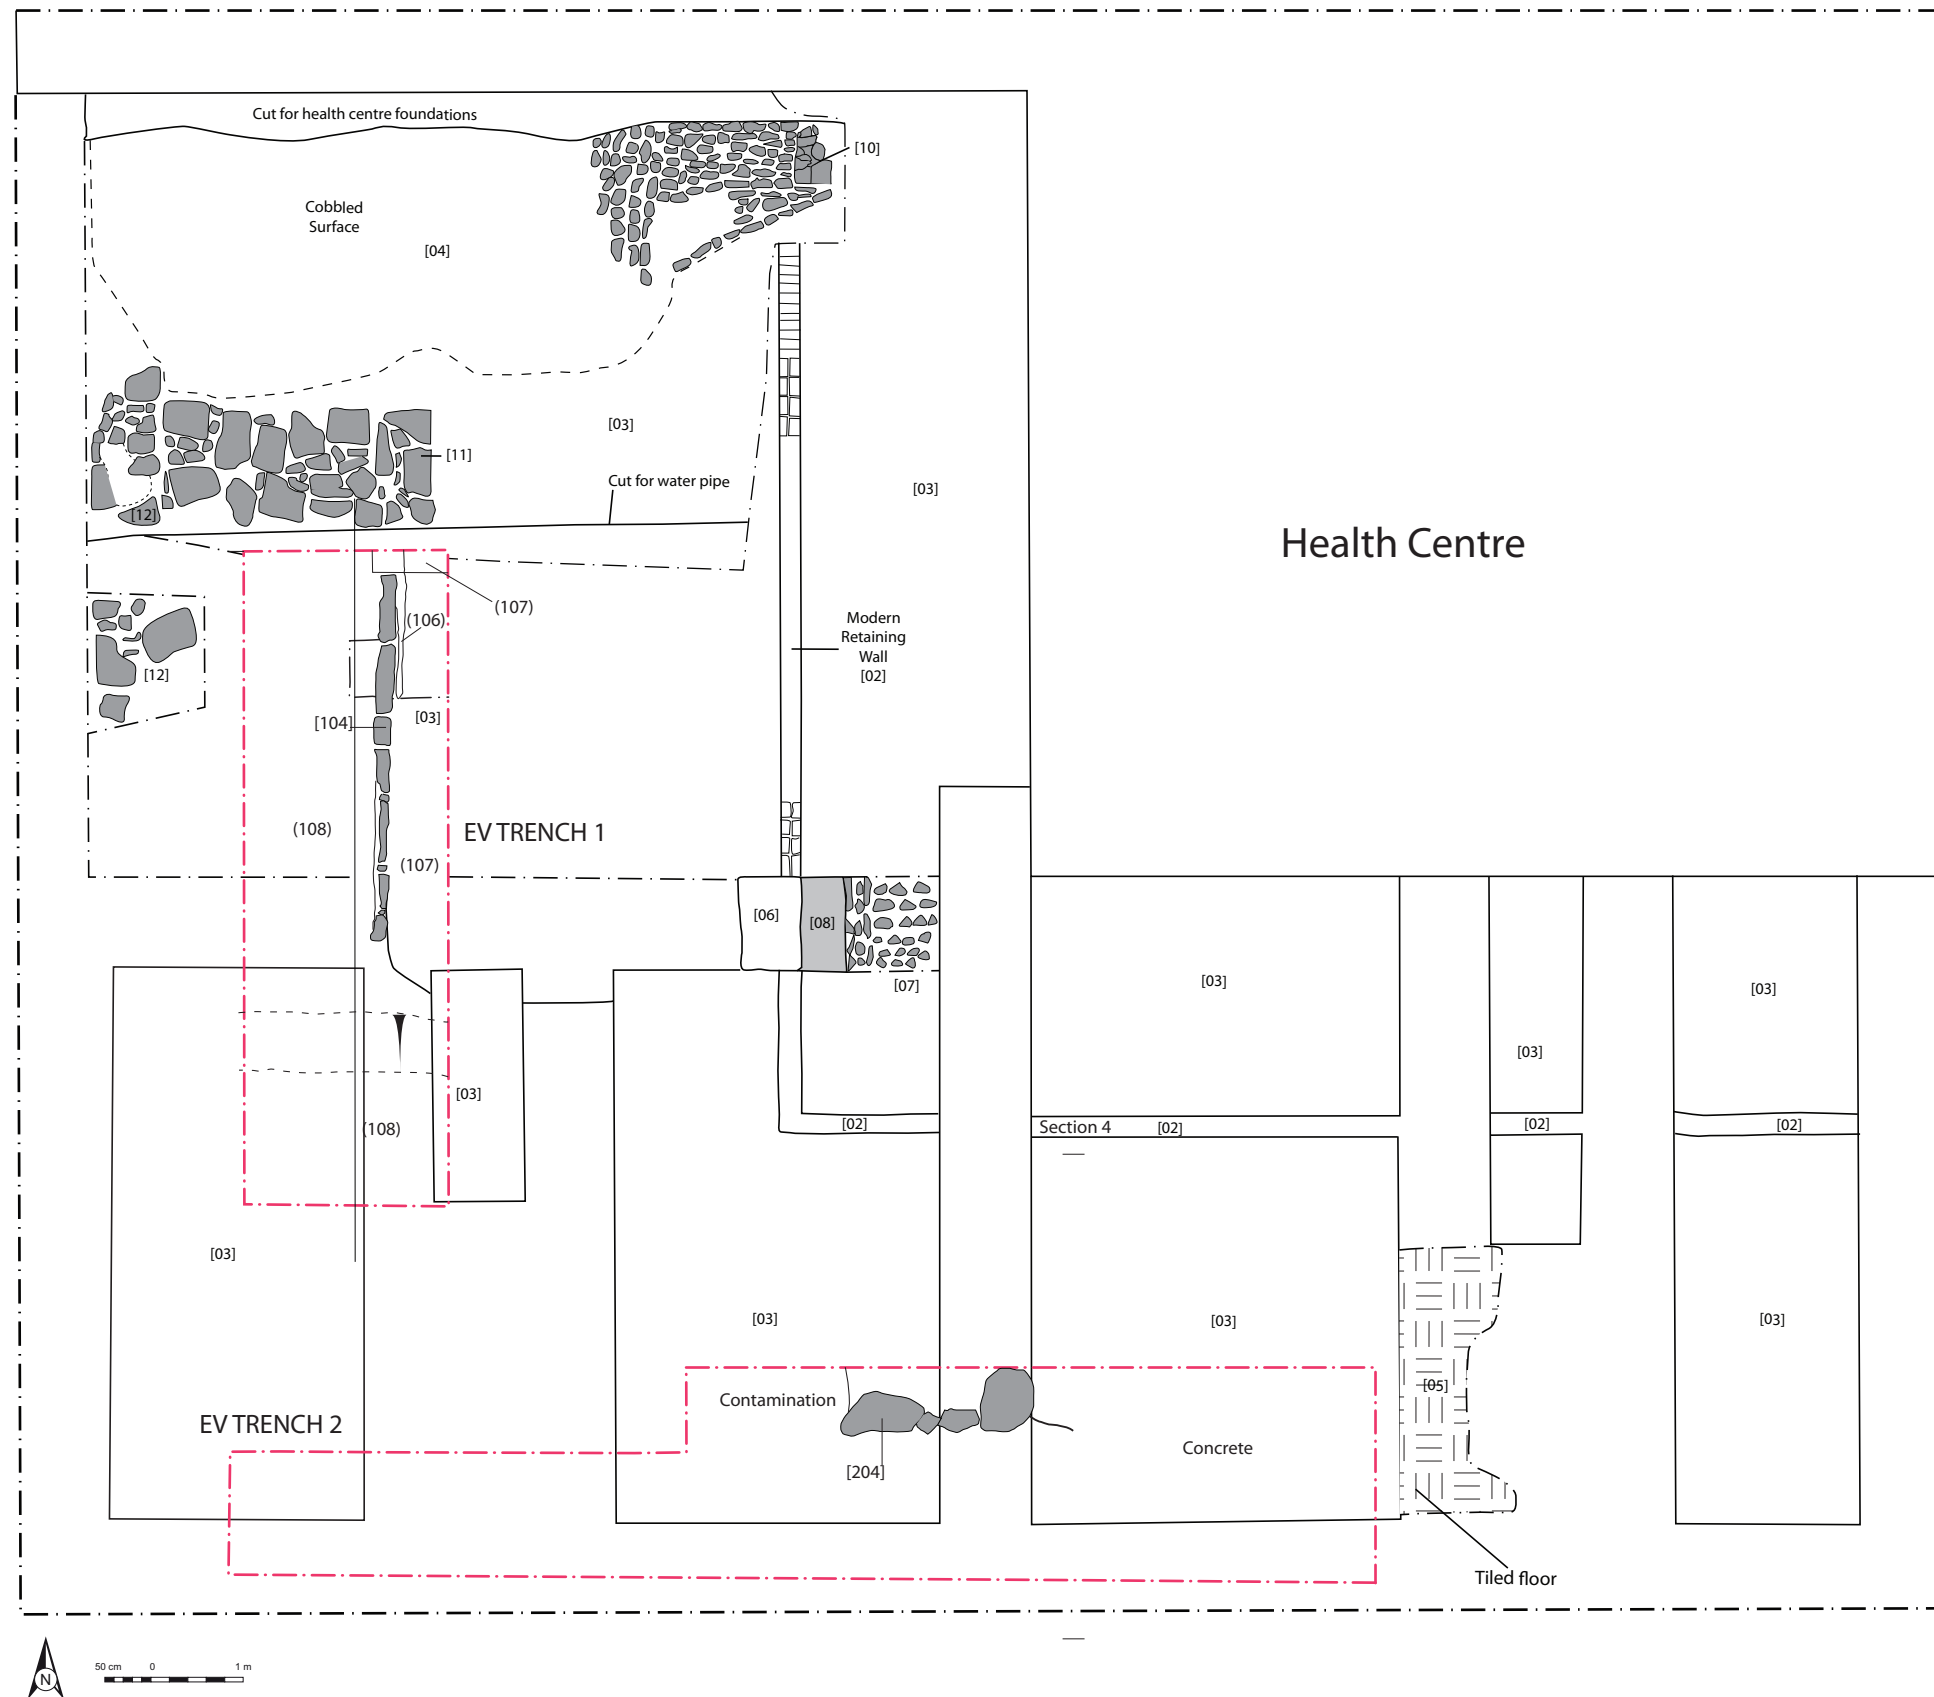 Cut for health centre foundations
[10]
Cobbled
Surface
[04]
[03]
[11]
Cut for water pipe
[03]
[12]
Health Centre
(107)
(106)
Modern
Retaining
Wall
[02]
[12]
[104]
[03]
(108)
EV TRENCH 1
(107)
[06]
[08]
[07]
[03]
[03]
[03]
[03]
(108)
[02]
Section 4
[02]
[02]
[02]
[03]
[03]
[03]
[03]
[05]
Contamination
EV TRENCH 2
Concrete
[204]
Tiled floor
N
50 cm
0
1 m